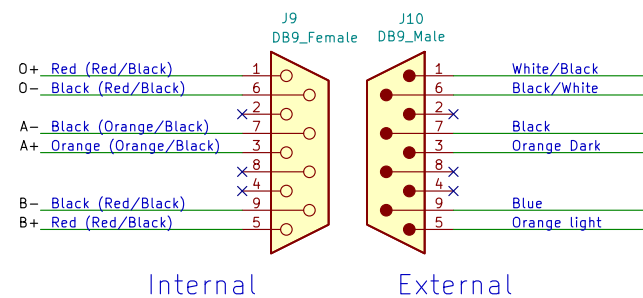 J9
DB9_Female
J10
DB9_Male
O+ Red (Red/Black) 1
O- Black (Red/Black) 6
2
A- Black (Orange/Black) 7
A+ Orange (Orange/Black) 3
8
4
B- Black (Red/Black) 9
B+ Red (Red/Black) 5
1 White/Black
6 Black/White
2
7 Black
3 Orange Dark
8
4
9 Blue
5 Orange light
Internal
External